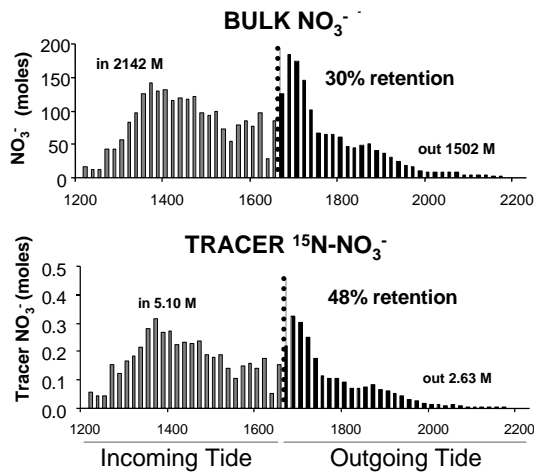 BULK NO₃⁻ ⁻
NO₃⁻ (moles)
200
150
100
50
0
in 2142 M
30% retention
out 1502 M
1200 1400 1600 1800 2000 2200
TRACER ¹⁵N-NO₃⁻
Tracer NO₃⁻ (moles)
0.5
0.4
0.3
0.2
0.1
0.0
in 5.10 M
48% retention
out 2.63 M
1200 1400 1600 1800 2000 2200
Incoming Tide Outgoing Tide